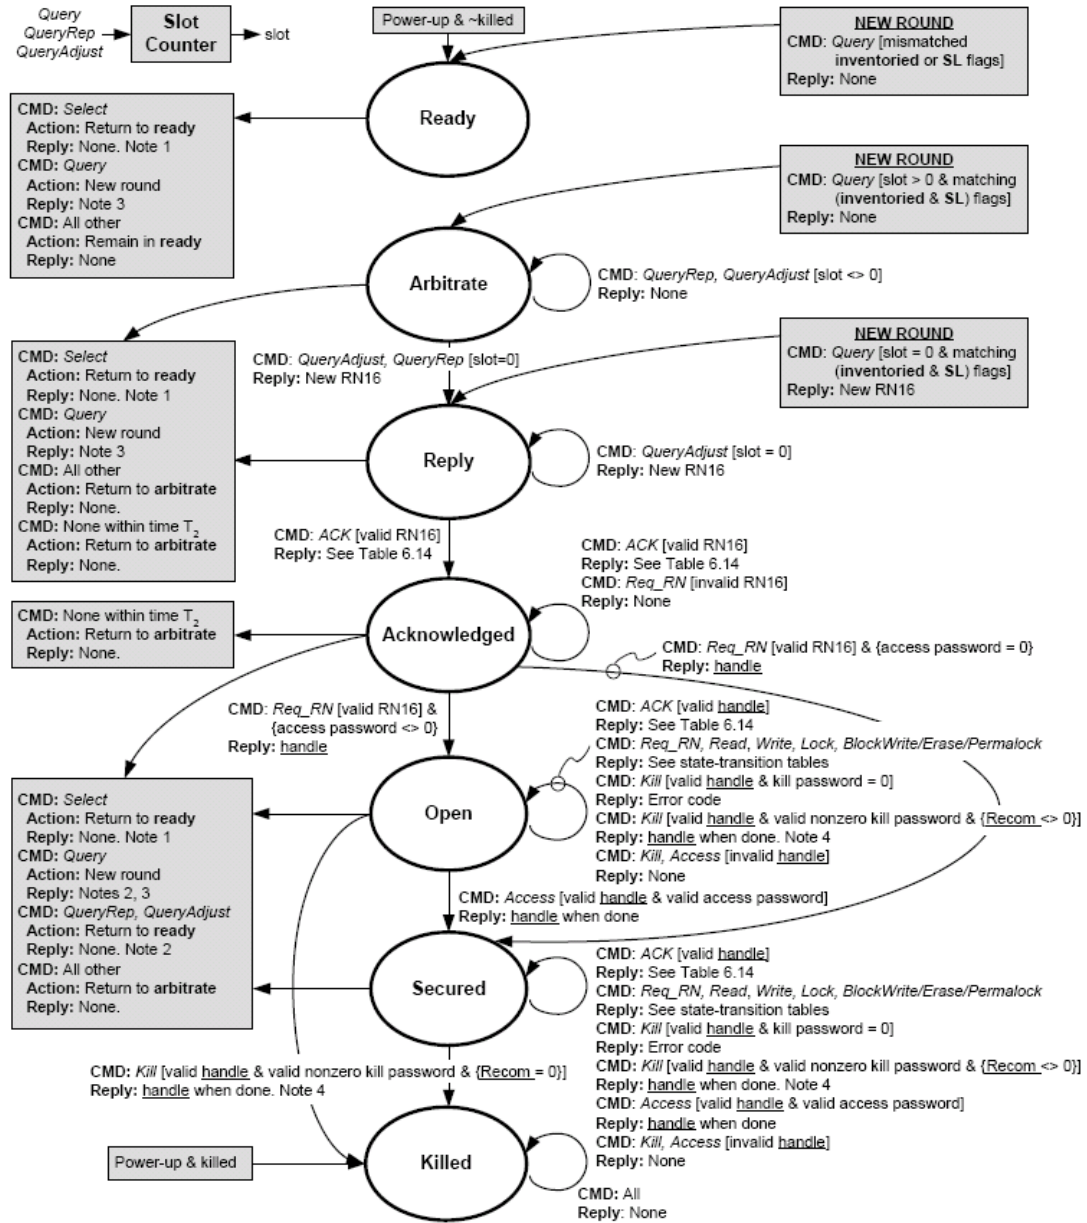 Query
QueryRep
QueryAdjust
Slot
Counter
slot
Power-up & ~killed
NEW ROUND
CMD: Query [mismatched
inventoried or SL flags]
Reply: None
Ready
CMD: Select
Action: Return to ready
Reply: None. Note 1
CMD: Query
Action: New round
Reply: Note 3
CMD: All other
Action: Remain in ready
Reply: None
NEW ROUND
CMD: Query [slot > 0 & matching
(inventoried & SL) flags]
Reply: None
Arbitrate
CMD: QueryRep, QueryAdjust [slot <> 0]
Reply: None
NEW ROUND
CMD: Query [slot = 0 & matching
(inventoried & SL) flags]
Reply: New RN16
CMD: QueryAdjust, QueryRep [slot=0]
Reply: New RN16
CMD: Select
Action: Return to ready
Reply: None. Note 1
CMD: Query
Action: New round
Reply: Note 3
CMD: All other
Action: Return to arbitrate
Reply: None.
CMD: None within time T2
Action: Return to arbitrate
Reply: None.
Reply
CMD: QueryAdjust [slot = 0]
Reply: New RN16
CMD: ACK [valid RN16]
Reply: See Table 6.14
CMD: ACK [valid RN16]
Reply: See Table 6.14
CMD: Req_RN [invalid RN16]
Reply: None
CMD: None within time T2
Action: Return to arbitrate
Reply: None.
Acknowledged
CMD: Req_RN [valid RN16] & {access password = 0}
Reply: handle
CMD: Req_RN [valid RN16] &
{access password <> 0}
Reply: handle
CMD: ACK [valid handle]
Reply: See Table 6.14
CMD: Req_RN, Read, Write, Lock, BlockWrite/Erase/Permalock
Reply: See state-transition tables
CMD: Kill [valid handle & kill password = 0]
Reply: Error code
CMD: Kill [valid handle & valid nonzero kill password & {Recom <> 0}]
Reply: handle when done. Note 4
CMD: Kill, Access [invalid handle]
Reply: None
Open
CMD: Select
Action: Return to ready
Reply: None. Note 1
CMD: Query
Action: New round
Reply: Notes 2, 3
CMD: QueryRep, QueryAdjust
Action: Return to ready
Reply: None. Note 2
CMD: All other
Action: Return to arbitrate
Reply: None.
CMD: Access [valid handle & valid access password]
Reply: handle when done
Secured
CMD: ACK [valid handle]
Reply: See Table 6.14
CMD: Req_RN, Read, Write, Lock, BlockWrite/Erase/Permalock
Reply: See state-transition tables
CMD: Kill [valid handle & kill password = 0]
Reply: Error code
CMD: Kill [valid handle & valid nonzero kill password & {Recom <> 0}]
Reply: handle when done. Note 4
CMD: Access [valid handle & valid access password]
Reply: handle when done
CMD: Kill, Access [invalid handle]
Reply: None
CMD: Kill [valid handle & valid nonzero kill password & {Recom = 0}]
Reply: handle when done. Note 4
Power-up & killed
Killed
CMD: All
Reply: None